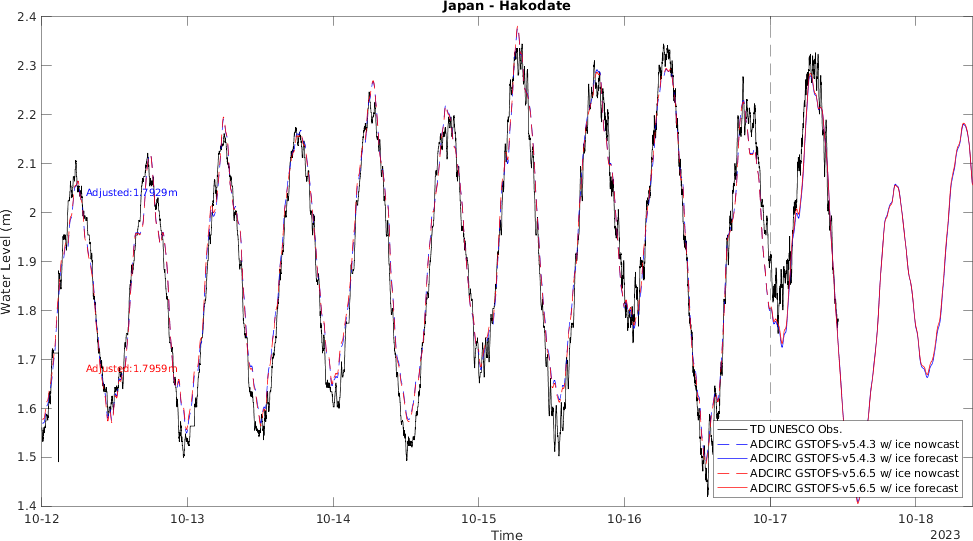 Japan - Hakodate
2.4
2.3
2.2
2.1
2
1.9
1.8
1.7
1.6
1.5
1.4
Water Level (m)
Adjusted:1.7929m
Adjusted:1.7959m
TD UNESCO Obs.
ADCIRC GSTOFS-v5.4.3 w/ ice nowcast
ADCIRC GSTOFS-v5.4.3 w/ ice forecast
ADCIRC GSTOFS-v5.6.5 w/ ice nowcast
ADCIRC GSTOFS-v5.6.5 w/ ice forecast
10-12 10-13 10-14 10-15 10-16 10-17 10-18
Time
2023